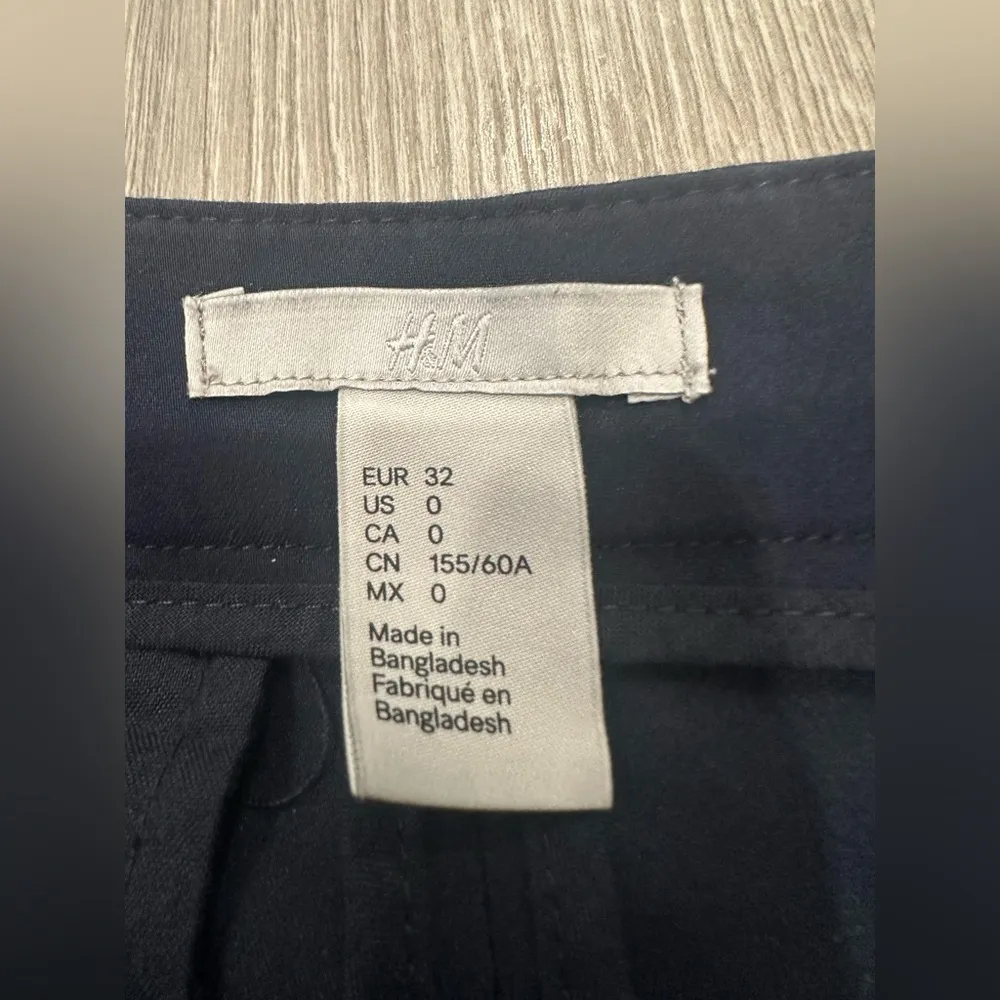 H&M
EUR 32
US 0
CA 0
CN 155/60A
MX 0
Made in
Bangladesh
Fabriqué en
Bangladesh